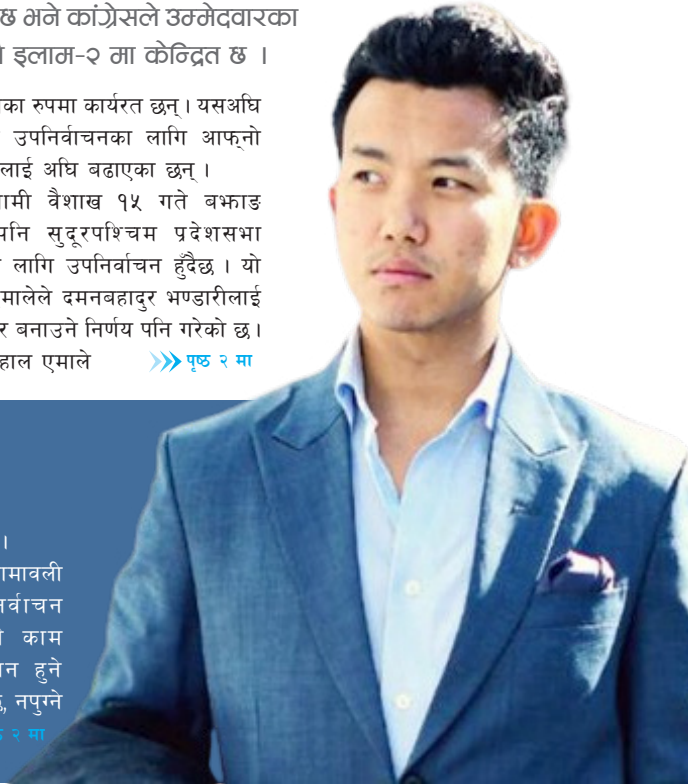 छ भने कांग्रेसले उम्मेदवारका
इलाम-२ मा केन्द्रित छ ।
का रुपमा कार्यरत छन् । यसअघि
उपनिर्वाचनका लागि आफ्नो
लाई अघि बढाएका छन् ।
ामी वैशाख १५ गते बझाङ
पनि सुदूरपश्चिम प्रदेशसभा
लागि उपनिर्वाचन हुँदैछ । यो
मालेले दमनबहादुर भण्डारीलाई
र बनाउने निर्णय पनि गरेको छ ।
हाल एमाले
पृष्ठ २ मा
।
ामावली
र्वाचन
काम
न हुने
, नपुग्ने
२ मा